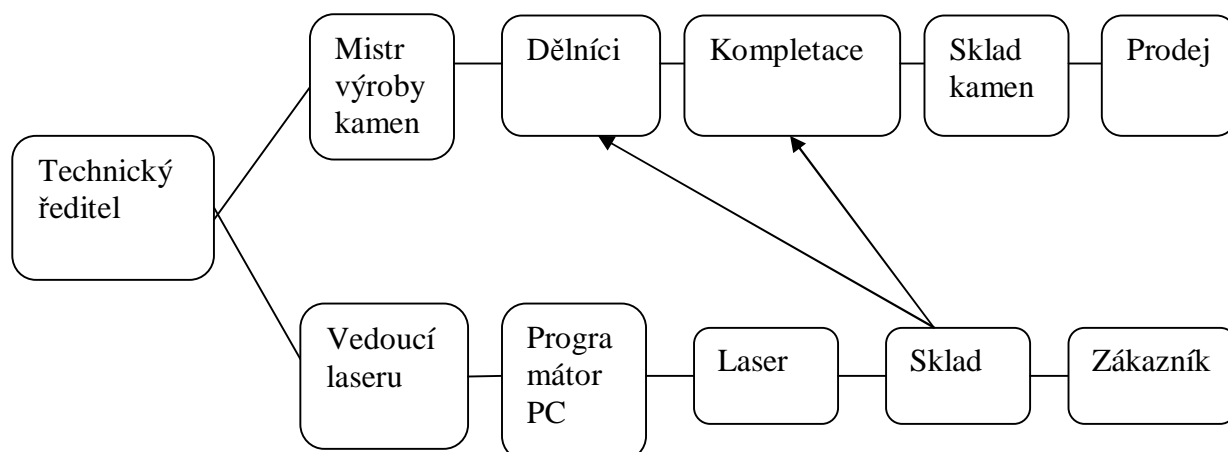 Mistr
výroby
kamen
Dělníci
Kompletace
Sklad
kamen
Prodej
Technický
ředitel
Vedoucí
laseru
Progra
mátor
PC
Laser
Sklad
Zákazník